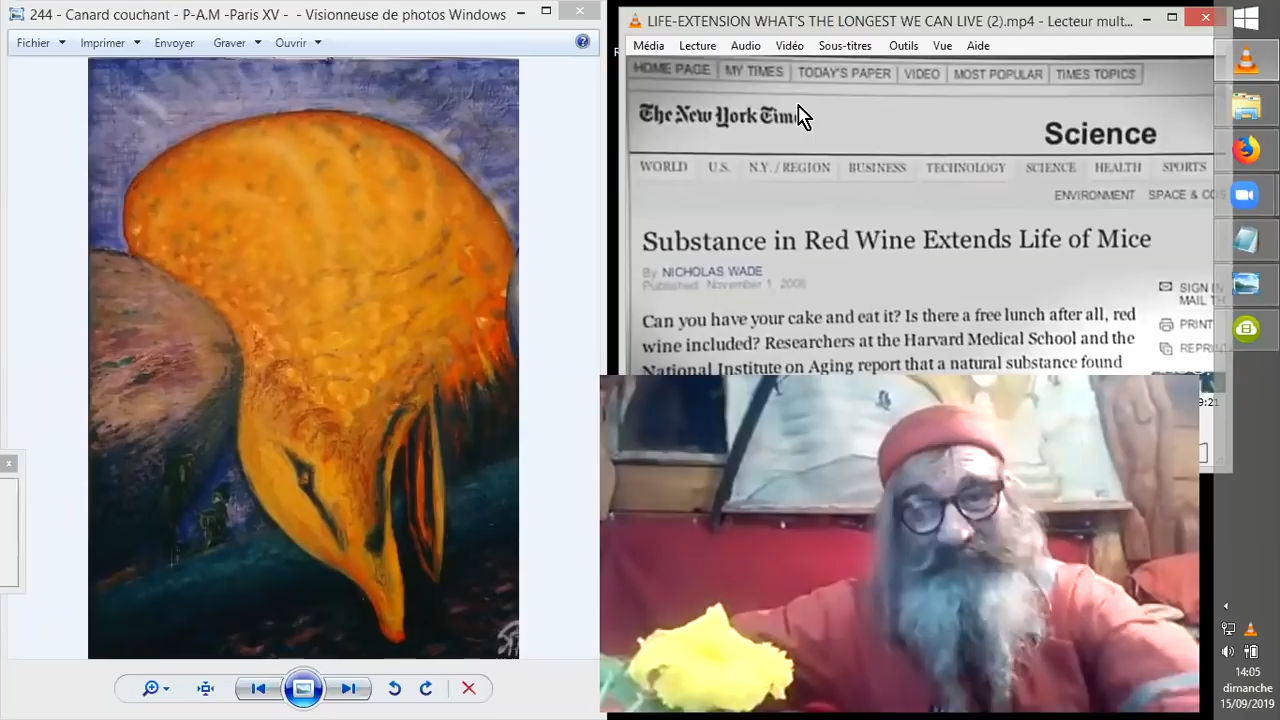 244 - Canard couchant - P-A.M -Paris XV - - Visionneuse de photos Windows
Fichier Imprimer Envoyer Graver Ouvrir
LIFE-EXTENSION WHAT'S THE LONGEST WE CAN LIVE (2).mp4 - Lecteur mult...
Média Lecture Audio Vidéo Sous-titres Outils Vue Aide
HOME PAGE MY TIMES TODAY'S PAPER VIDEO MOST POPULAR TIMES TOPICS
The New York Tim
Science
WORLD U.S. N.Y. / REGION BUSINESS TECHNOLOGY SCIENCE HEALTH SPORTS
ENVIRONMENT SPACE & COS
Substance in Red Wine Extends Life of Mice
By NICHOLAS WADE
Published: November 1, 2006
SIGN IN
MAIL TH
PRINT
REPRIN
Can you have your cake and eat it? Is there a free lunch after all, red
wine included? Researchers at the Harvard Medical School and the
National Institute on Aging report that a natural substance found
9:21
14:05
dimanche
15/09/2019